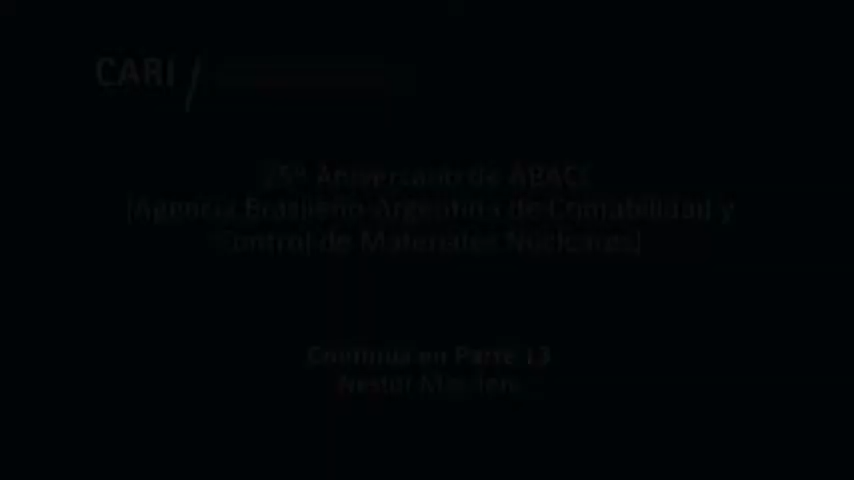 CARI /
25º Aniversario de ABACC
(Agencia Brasileño-Argentina de Contabilidad y
Control de Materiales Nucleares)
Continúa en Parte 13
Nestor